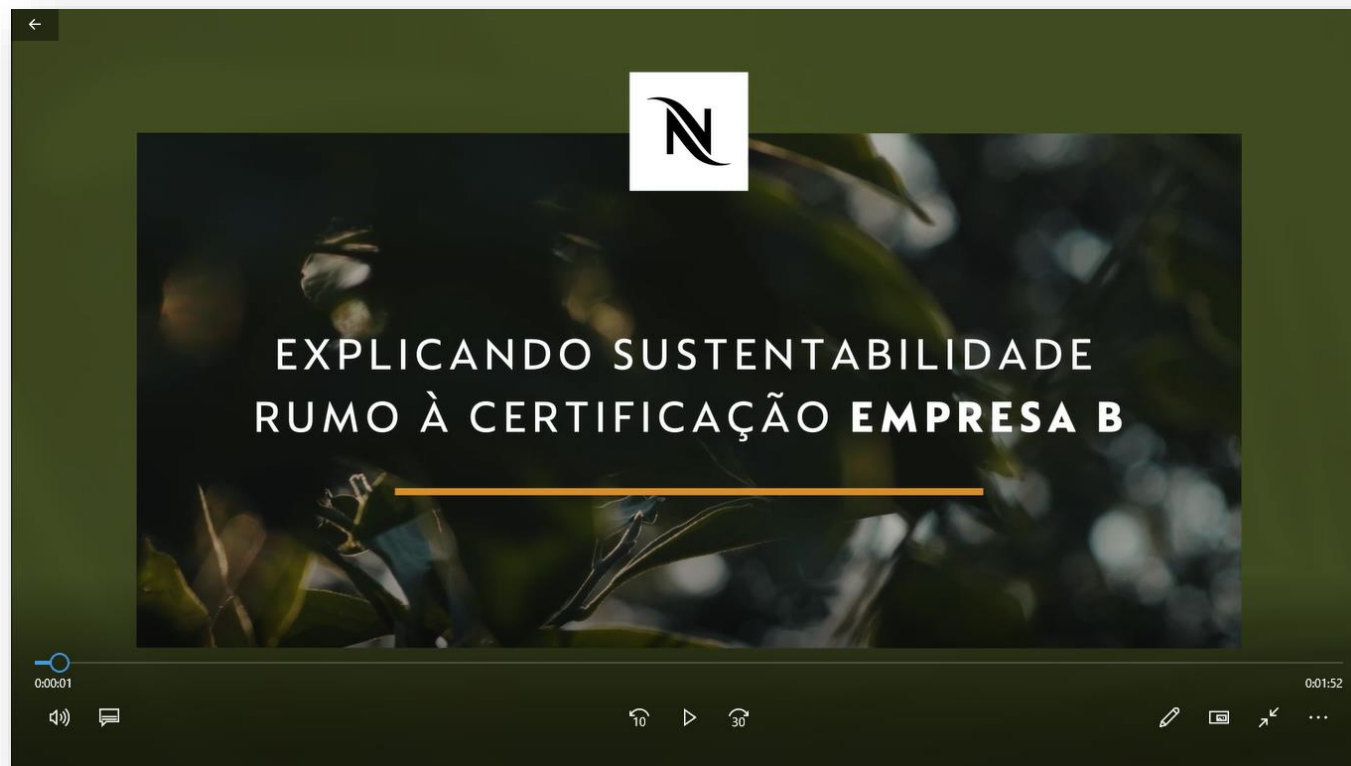 N
EXPLICANDO SUSTENTABILIDADE
RUMO À CERTIFICAÇÃO EMPRESA B
0:00:01
0:01:52
10
30